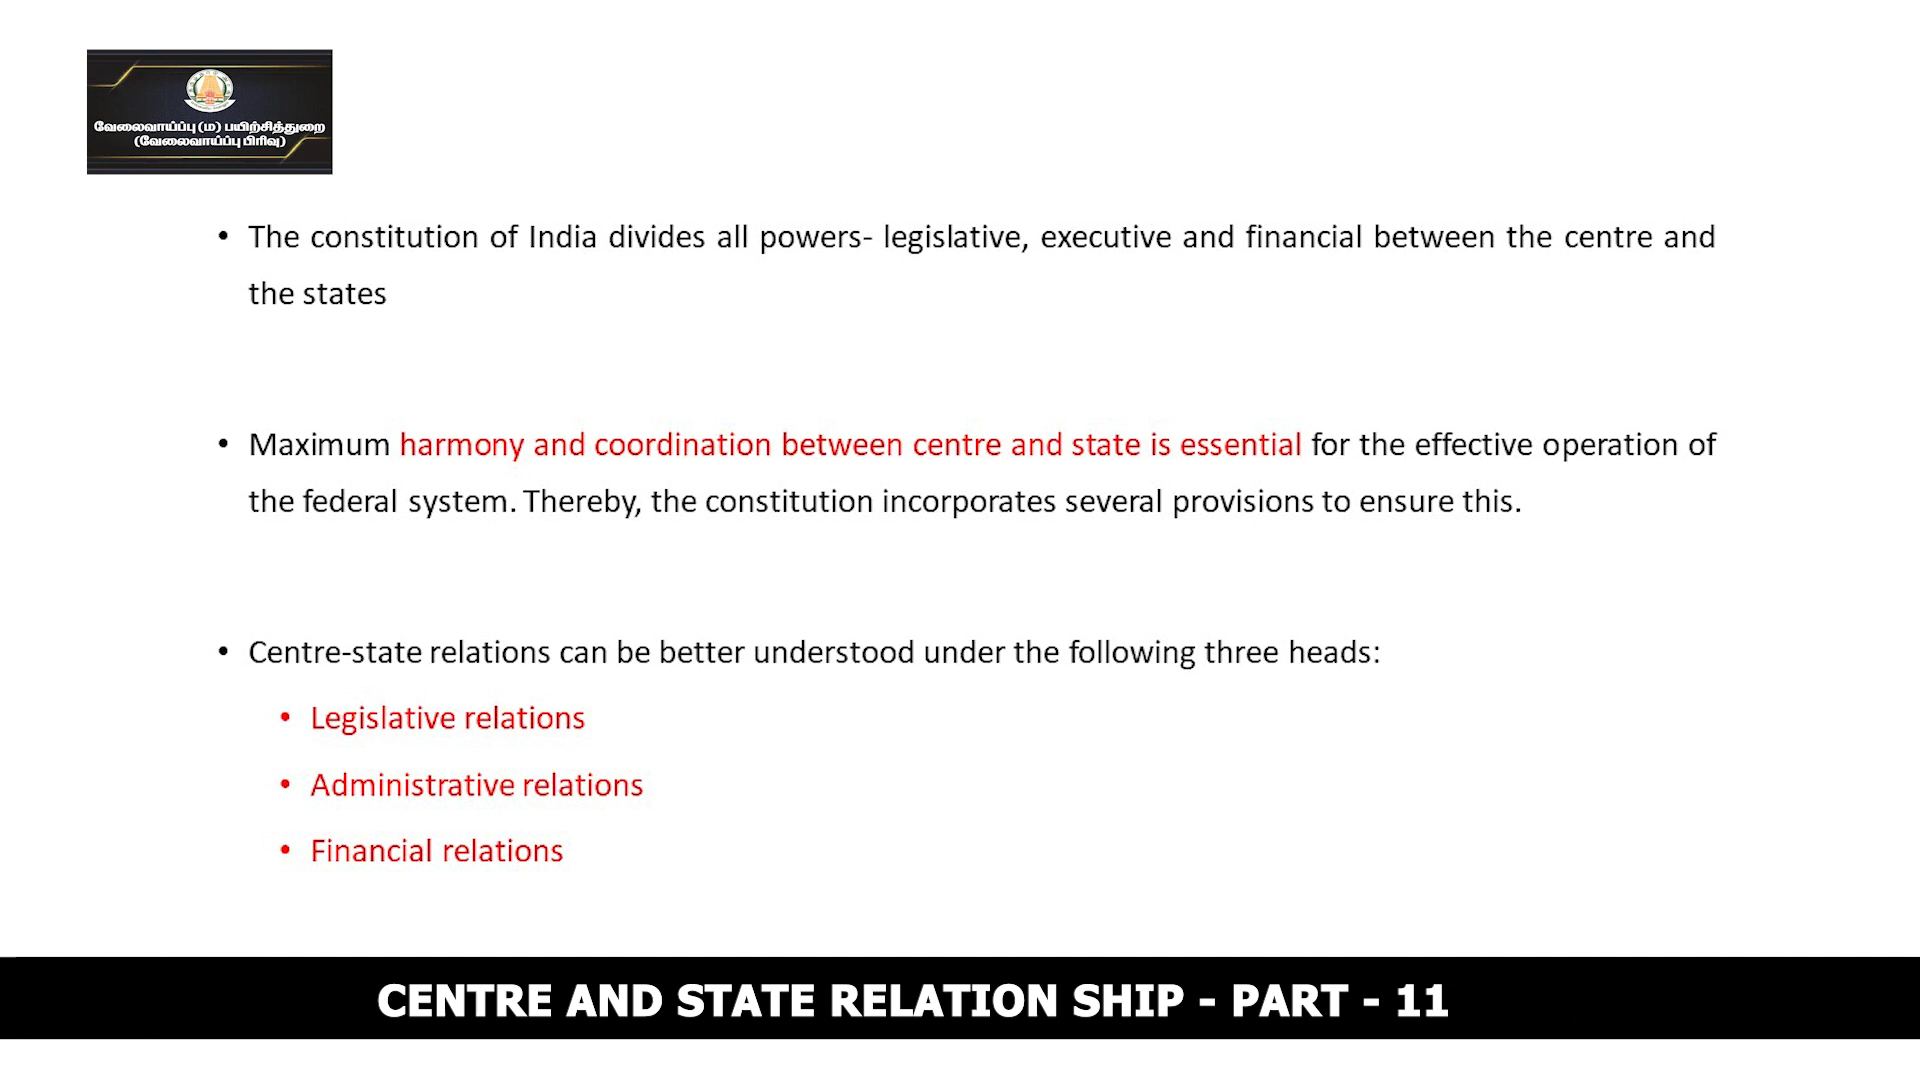 வேலைவாய்ப்பு (ம) பயிற்சித்துறை
(வேலைவாய்ப்பு பிரிவு)
• The constitution of India divides all powers- legislative, executive and financial between the centre and
the states
• Maximum harmony and coordination between centre and state is essential for the effective operation of
the federal system. Thereby, the constitution incorporates several provisions to ensure this.
• Centre-state relations can be better understood under the following three heads:
• Legislative relations
• Administrative relations
• Financial relations
CENTRE AND STATE RELATION SHIP - PART - 11